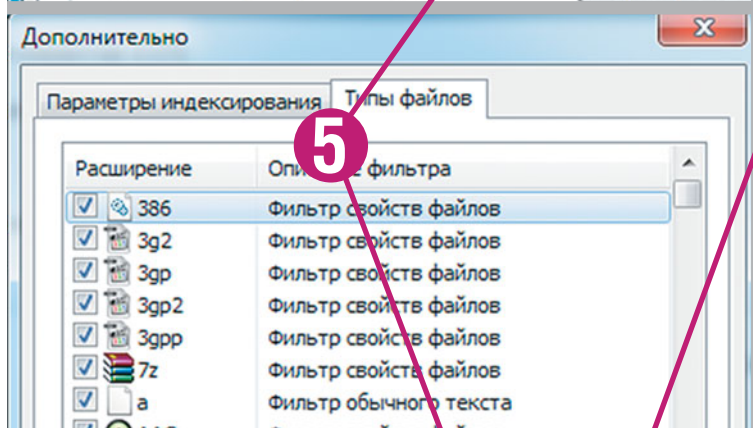 Дополнительно
Параметры индексирования Типы файлов
5
Расширение фильтра
386 Фильтр свойств файлов
3g2 Фильтр свойств файлов
3gp Фильтр свойств файлов
3gp2 Фильтр свойств файлов
3gpp Фильтр свойств файлов
7z Фильтр свойств файлов
a Фильтр обычного текста